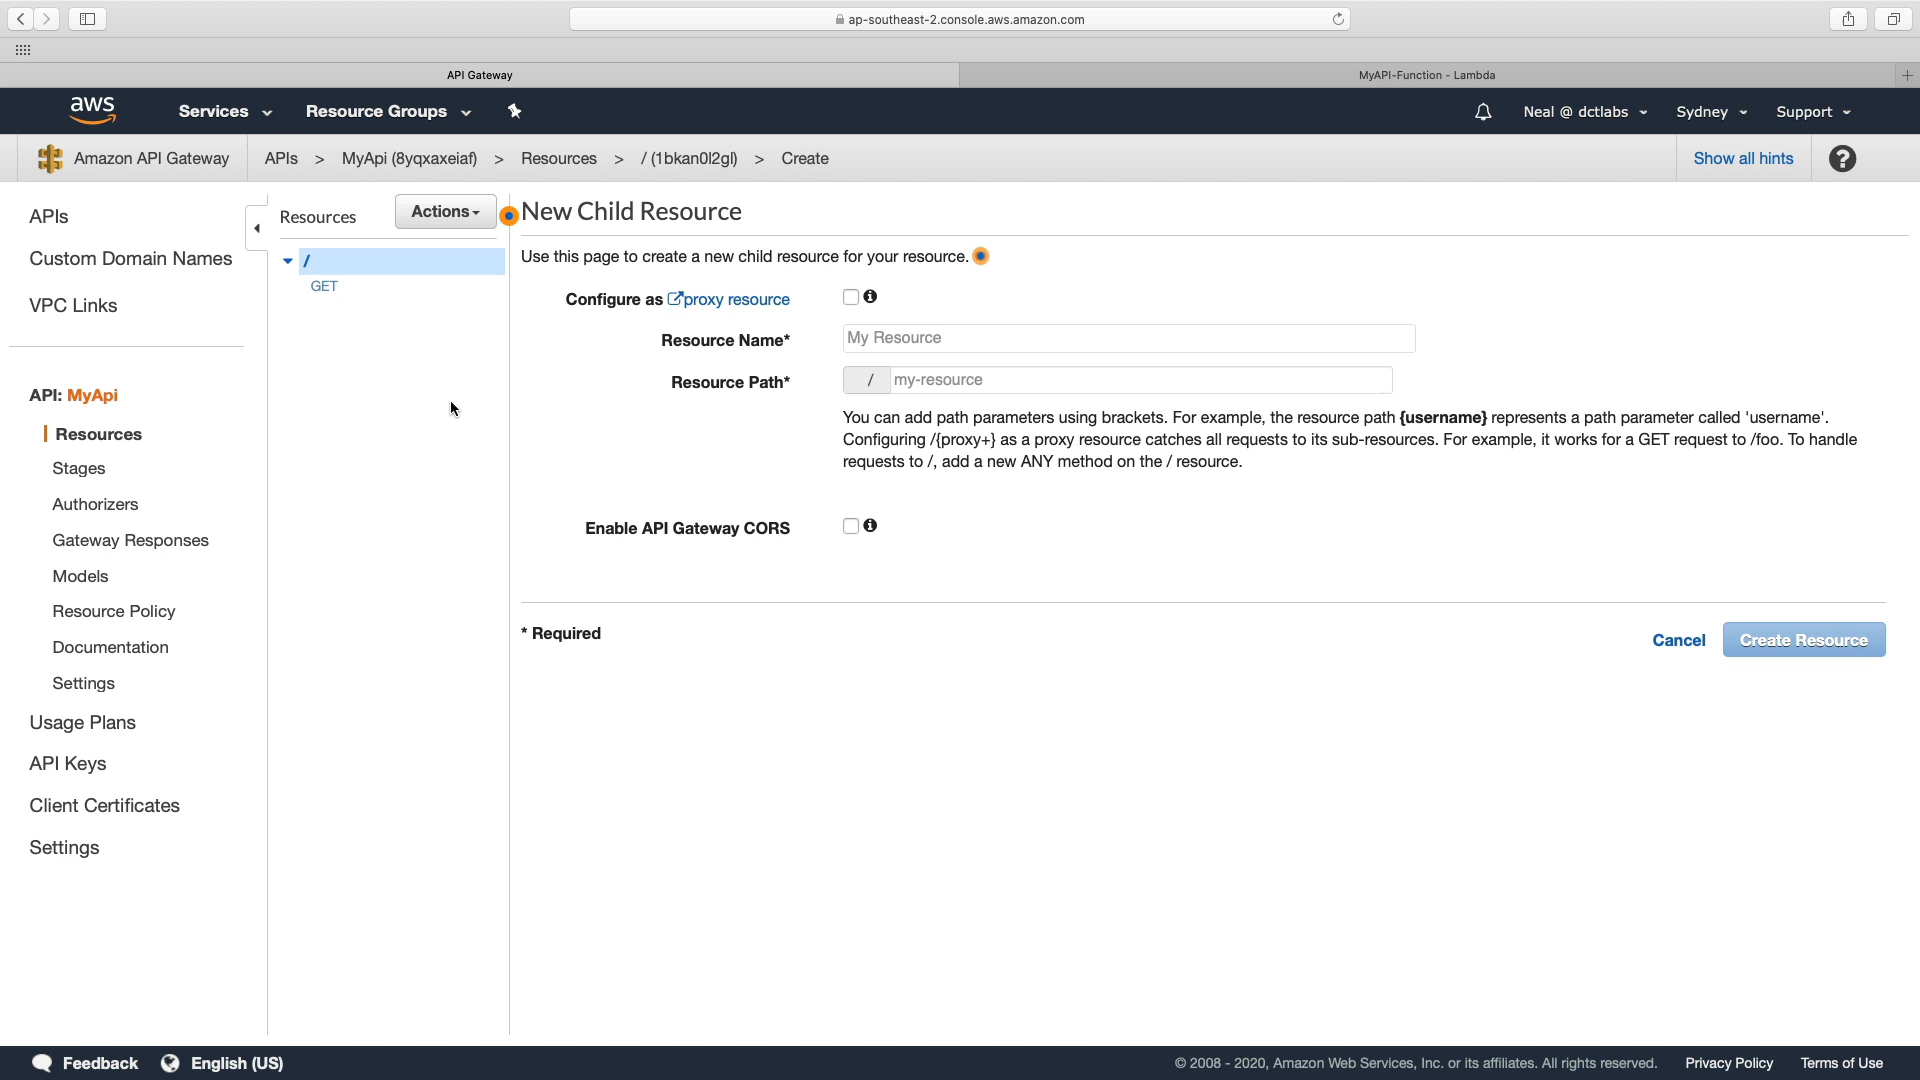 ap-southeast-2.console.aws.amazon.com
API Gateway
MyAPI-Function - Lambda
aws
Services
Resource Groups
Neal @ dctlabs
Sydney
Support
Amazon API Gateway
APIs > MyApi (8yqxaxeiaf) > Resources > / (1bkan0l2gl) > Create
Show all hints
APIs
Custom Domain Names
VPC Links
API: MyApi
Resources
Stages
Authorizers
Gateway Responses
Models
Resource Policy
Documentation
Settings
Usage Plans
API Keys
Client Certificates
Settings
Resources
Actions
/
GET
New Child Resource
Use this page to create a new child resource for your resource.
Configure as proxy resource
Resource Name*
My Resource
Resource Path*
/ my-resource
You can add path parameters using brackets. For example, the resource path {username} represents a path parameter called 'username'.
Configuring /{proxy+} as a proxy resource catches all requests to its sub-resources. For example, it works for a GET request to /foo. To handle
requests to /, add a new ANY method on the / resource.
Enable API Gateway CORS
* Required
Cancel
Create Resource
Feedback
English (US)
© 2008 - 2020, Amazon Web Services, Inc. or its affiliates. All rights reserved.
Privacy Policy
Terms of Use